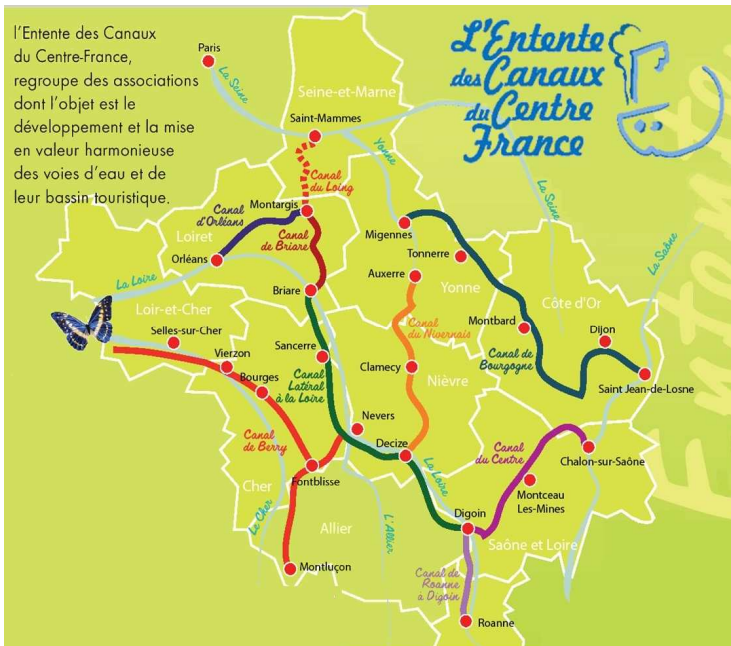 l'Entente des Canaux
du Centre-France,
regroupe des associations
dont l'objet est le
développement et la mise
en valeur harmonieuse
des voies d'eau et de
leur bassin touristique.
L'Entente
des Canaux
du Centre
France
Paris
La Seine
Seine-et-Marne
Saint-Mammes
Yonne
Canal
du Loing
La Seine
Montargis
Canal
d'Orléans
Loiret
Canal
de Briare
Orléans
Migennes
Tonnerre
Auxerre
Yonne
La Saône
La Loire
Briare
Côte d'Or
Loir-et-Cher
Selles-sur-Cher
Sancerre
Canal
du Nivernais
Montbard
Dijon
Canal de
Bourgogne
Vierzon
Bourges
Canal
Latéral
à la Loire
Clamecy
Nièvre
Saint Jean-de-Losne
Nevers
Canal
de Berry
Decize
La Loire
Canal
du Centre
Chalon-sur-Saône
Fontblisse
Cher
Le Cher
Montceau
Les-Mines
Digoin
Allier
L'Allier
Saône et Loire
Montluçon
Canal de
Roanne
a Digoin
Roanne